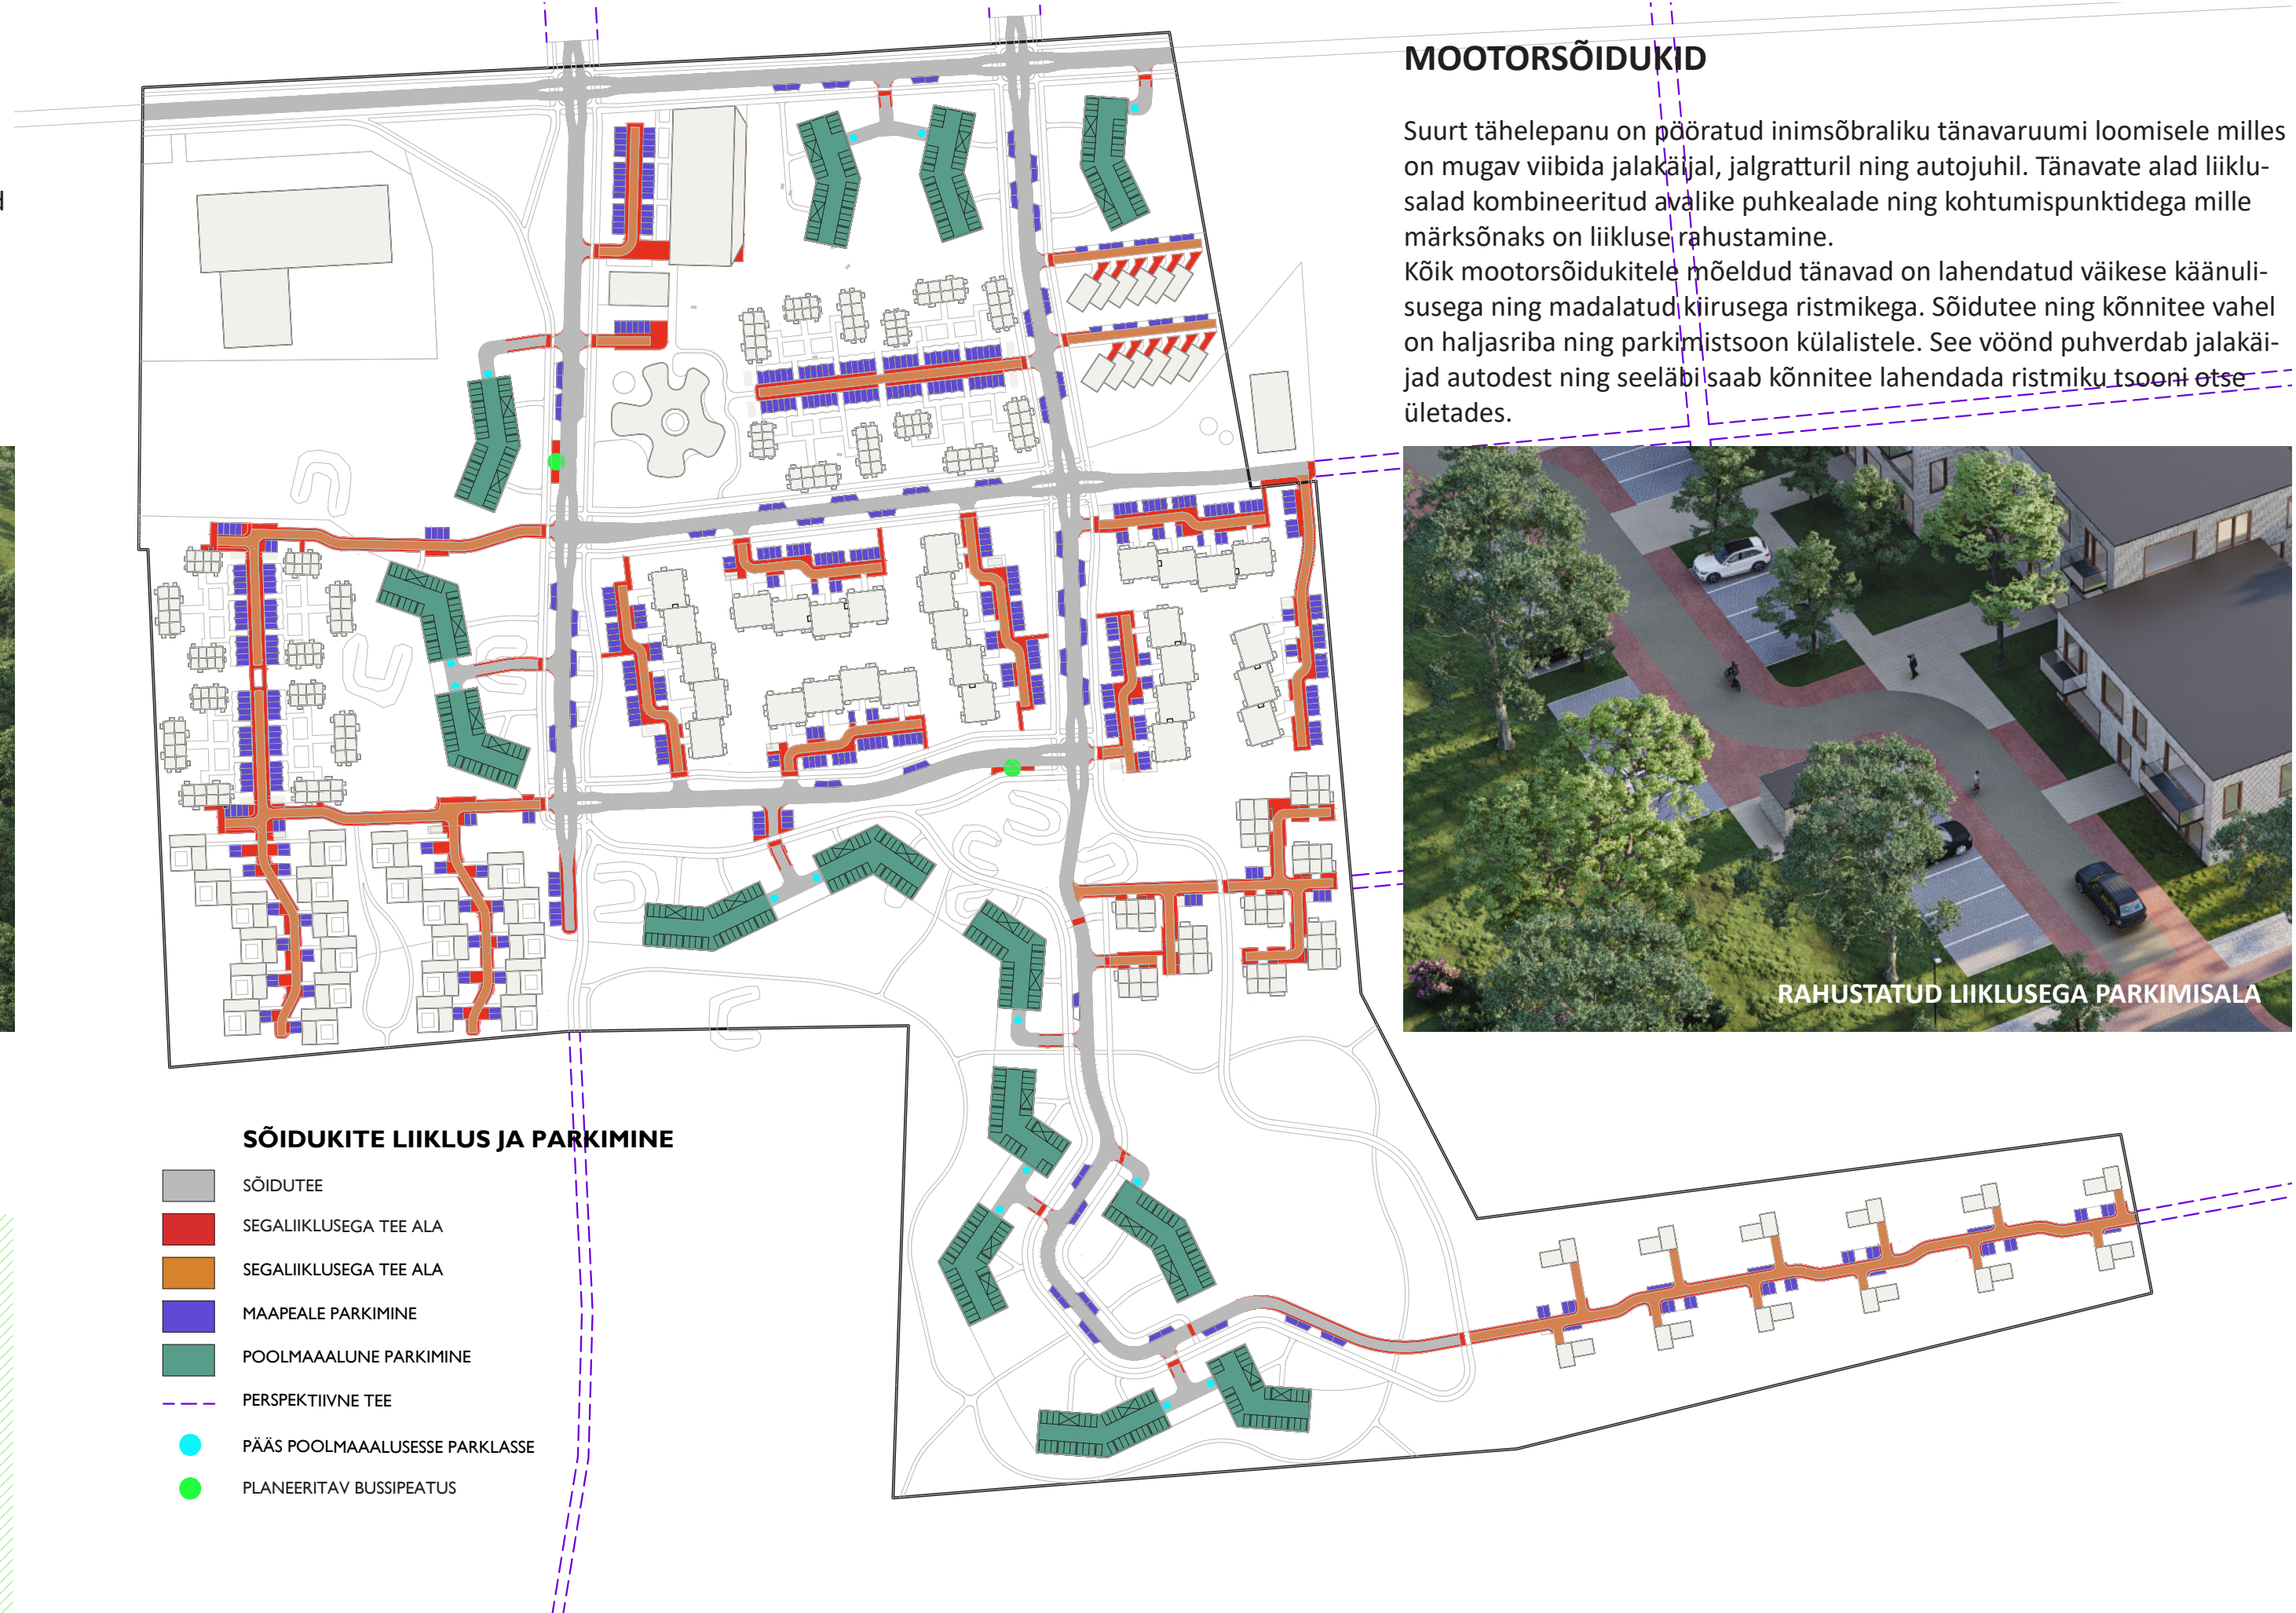 d
MOOTORSÕIDUKID
Suurt tähelepanu on pööratud inimsõbraliku tänavaruumi loomisele milles
on mugav viibida jalakäijal, jalgratturil ning autojuhil. Tänavate alad liiklu-
salad kombineeritud avalike puhkealade ning kohtumispunktidega mille
märksõnaks on liikluse rahustamine.
Kõik mootorsõidukitele mõeldud tänavad on lahendatud väikese käänuli-
susega ning madalatud kiirusega ristmikega. Sõidutee ning kõnnitee vahel
on haljasriba ning parkimistsoon külalistele. See vöönd puhverdab jalakäi-
jad autodest ning seeläbi saab kõnnitee lahendada ristmiku tsooni otse
ületades.
RAHUSTATUD LIIKLUSEGA PARKIMISALA
SÕIDUKITE LIIKLUS JA PARKIMINE
SÕIDUTEE
SEGALIIKLUSEGA TEE ALA
SEGALIIKLUSEGA TEE ALA
MAAPEALE PARKIMINE
POOLMAAALUNE PARKIMINE
PERSPEKTIIVNE TEE
PÄÄS POOLMAAALUSESSE PARKLASSE
PLANEERITAV BUSSIPEATUS